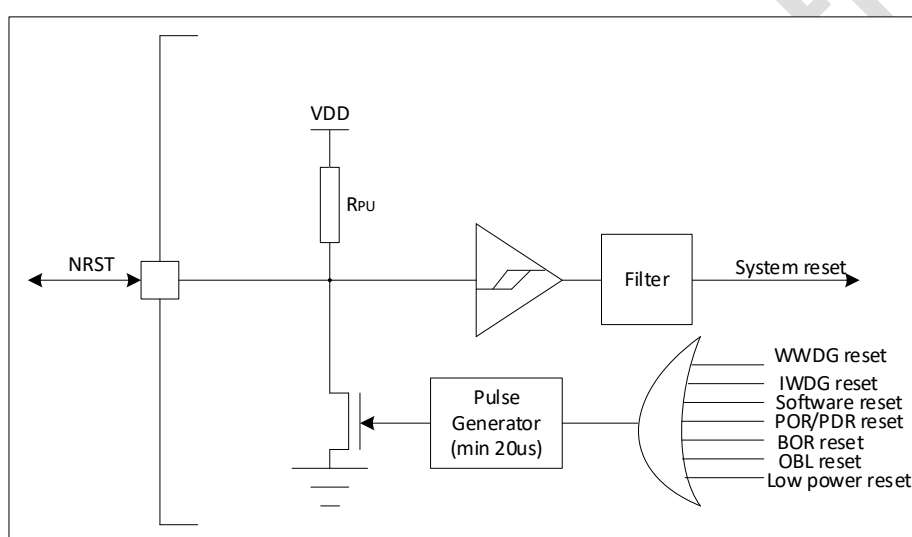 VDD
RPU
NRST
Filter
System reset
WWDG reset
IWDG reset
Software reset
POR/PDR reset
BOR reset
OBL reset
Low power reset
Pulse
Generator
(min 20us)